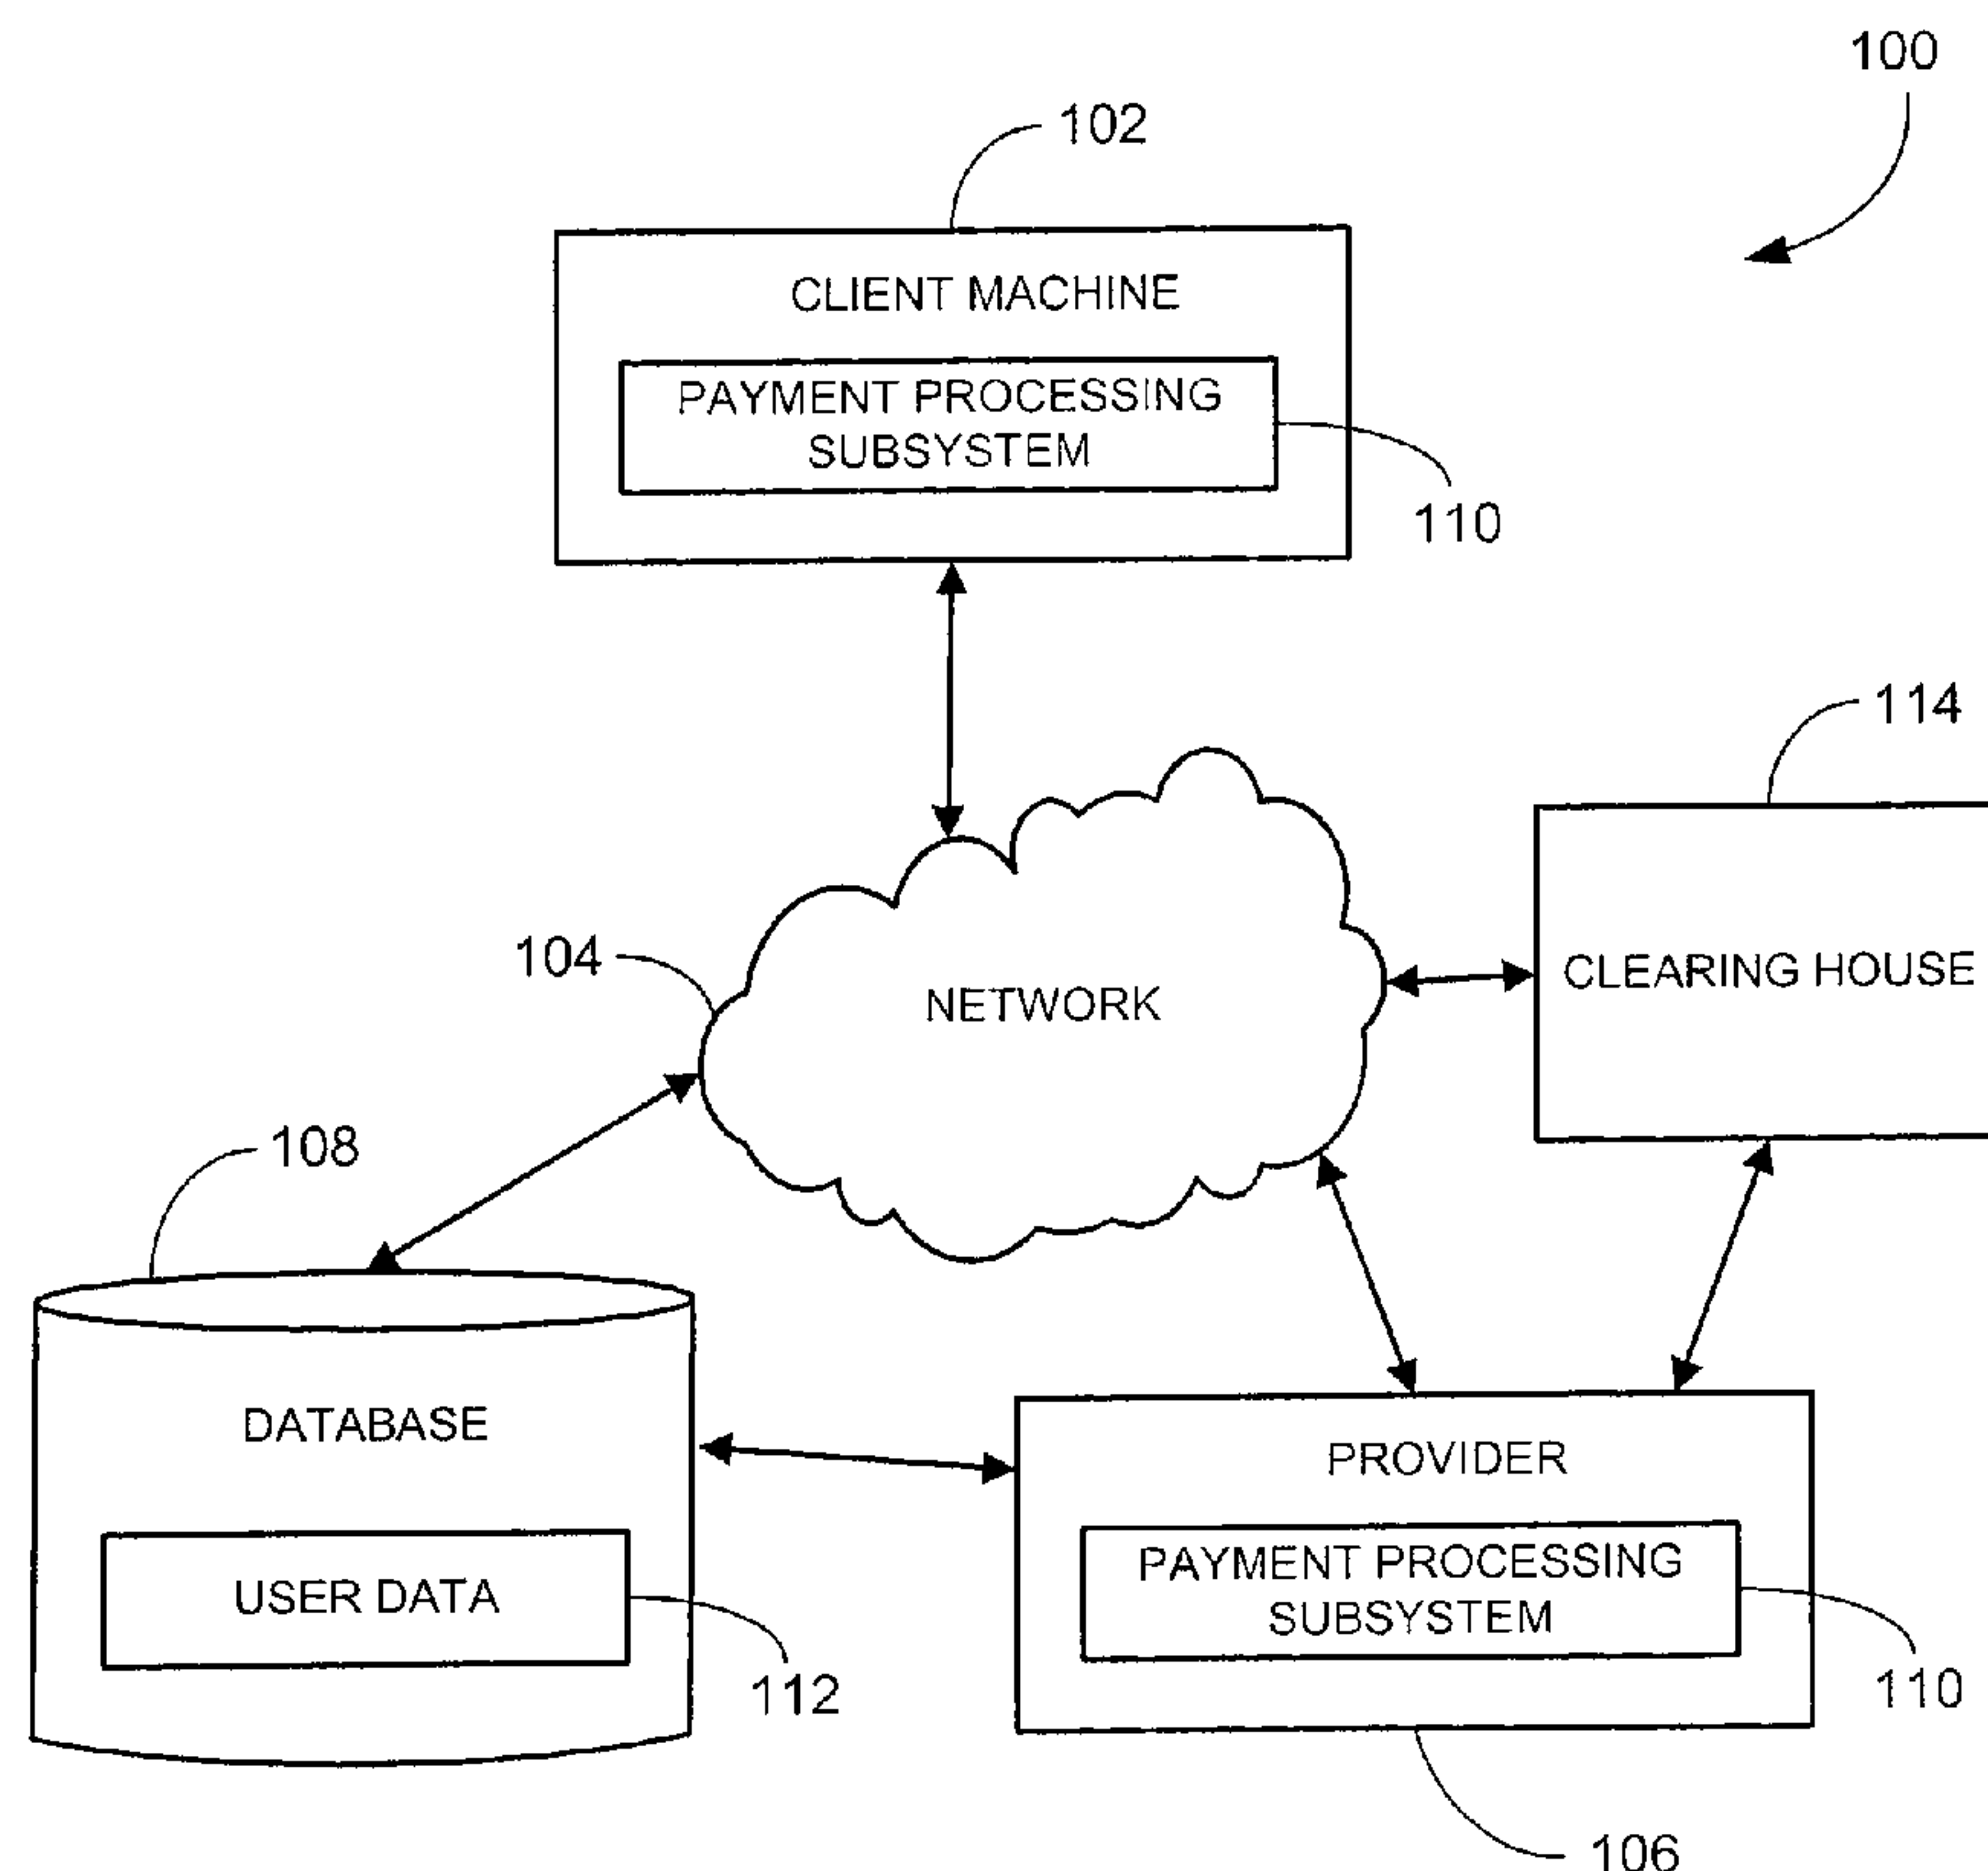 100
102
CLIENT MACHINE
PAYMENT PROCESSING
SUBSYSTEM
110
114
104
NETWORK
CLEARING HOUSE
108
DATABASE
PROVIDER
USER DATA
PAYMENT PROCESSING
SUBSYSTEM
112
110
106